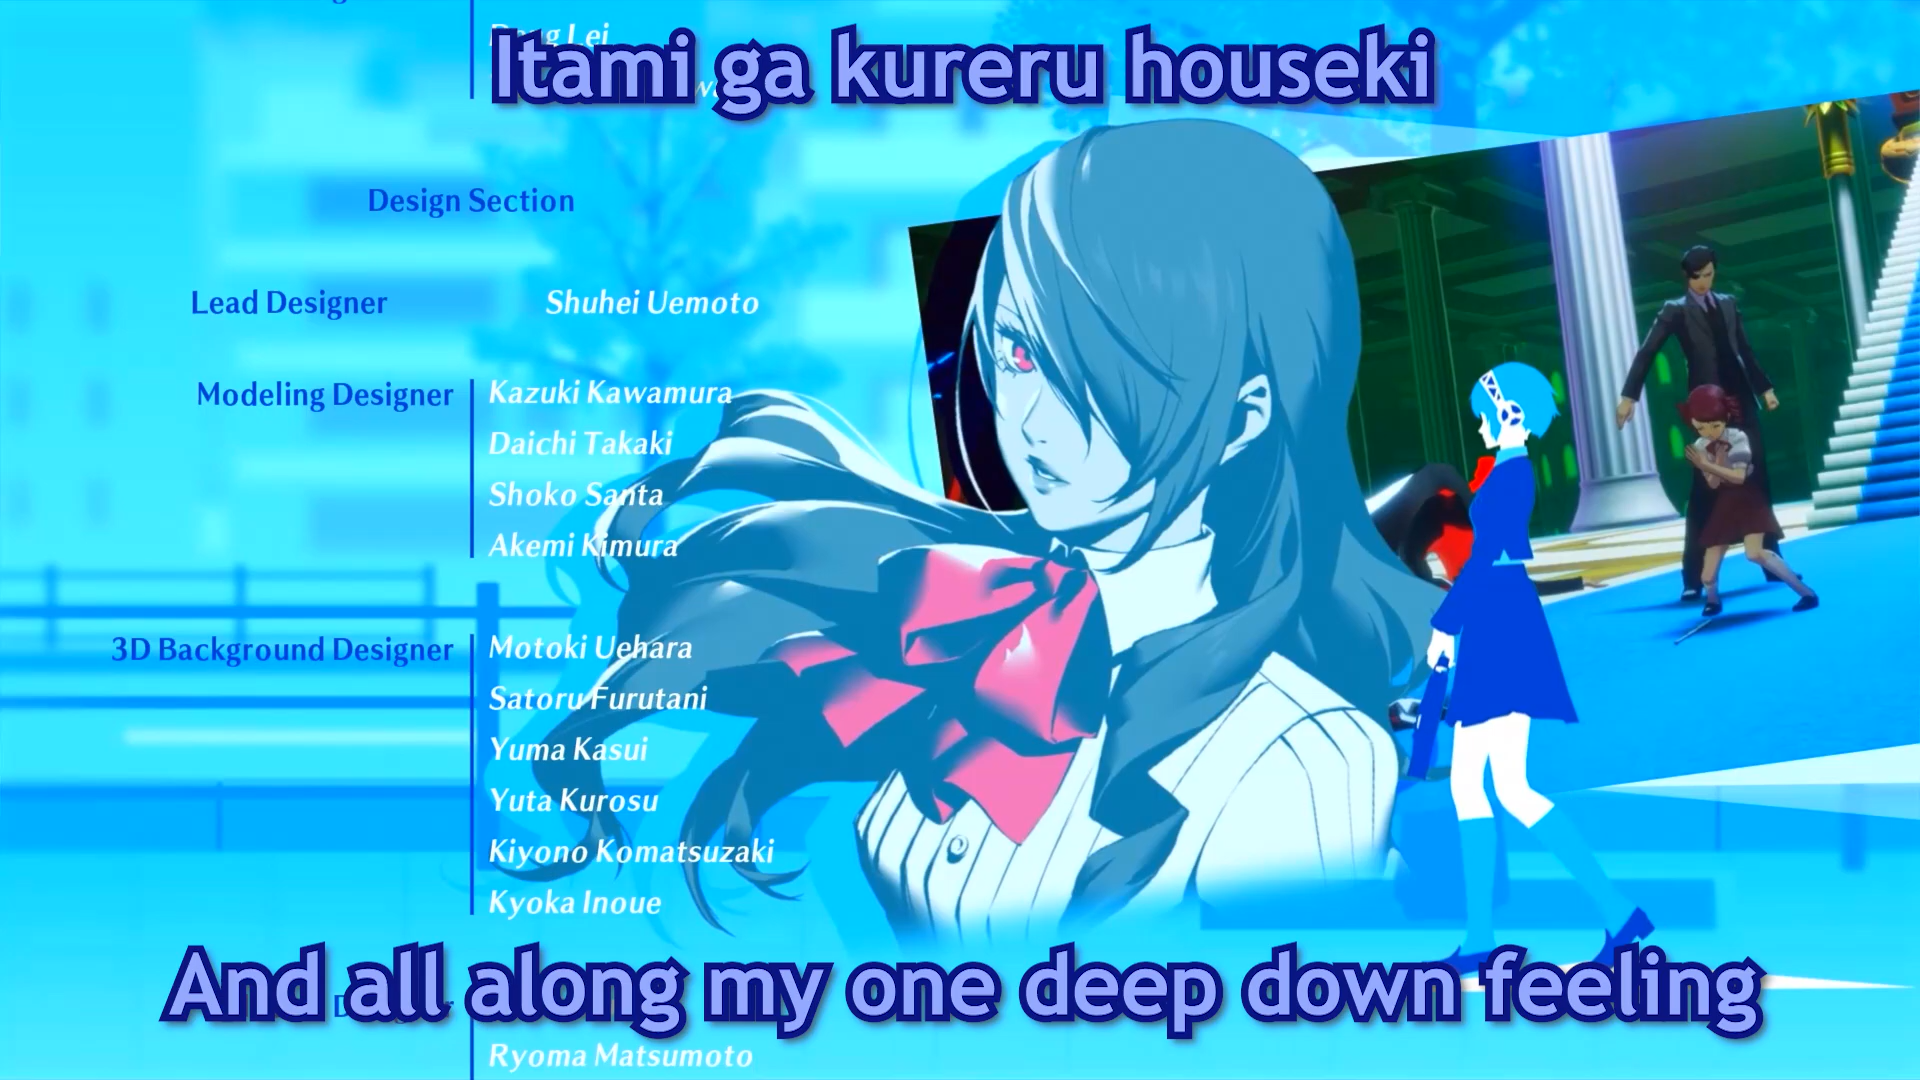 Itami ga kureru houseki
Design Section
Lead Designer Shuhei Uemoto
Modeling Designer Kazuki Kawamura
Daichi Takaki
Shoko Santa
Akemi Kimura
3D Background Designer Motoki Uehara
Satoru Furutani
Yuma Kasui
Yuta Kurosu
Kiyono Komatsuzaki
Kyoka Inoue
And all along my one deep down feeling
Ryoma Matsumoto